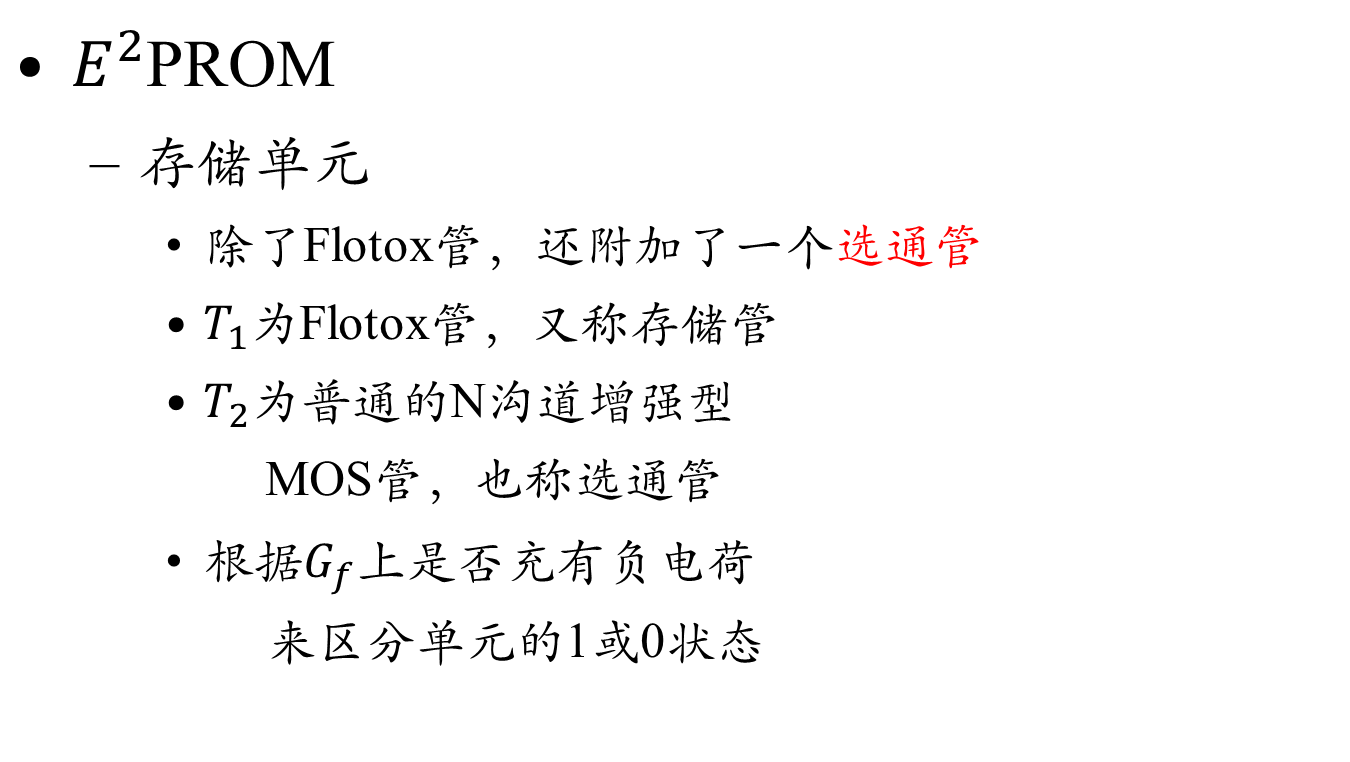 • 𝐸²PROM
– 存储单元
• 除了Flotox管，还附加了一个选通管
• 𝑇₁为Flotox管，又称存储管
• 𝑇₂为普通的N沟道增强型
MOS管，也称选通管
• 根据𝐺𝑓上是否充有负电荷
来区分单元的1或0状态